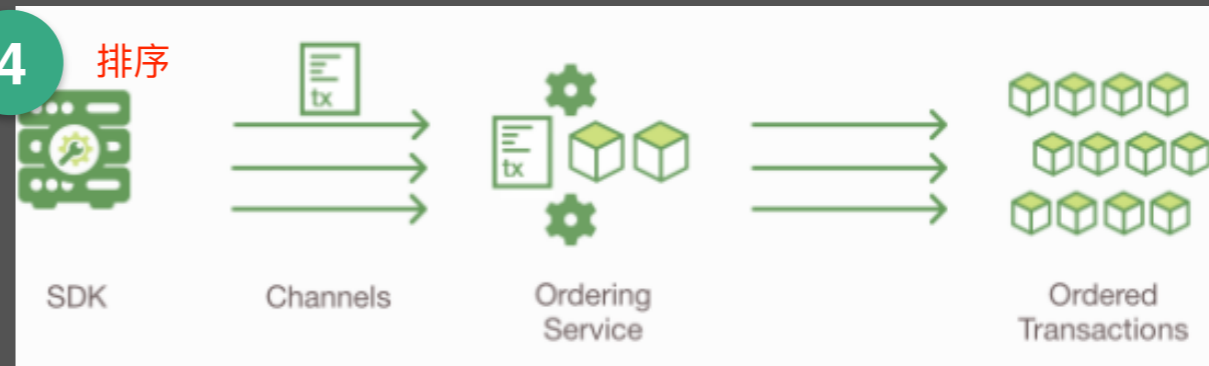 4
排序
tx
tx
SDK
Channels
Ordering
Service
Ordered
Transactions